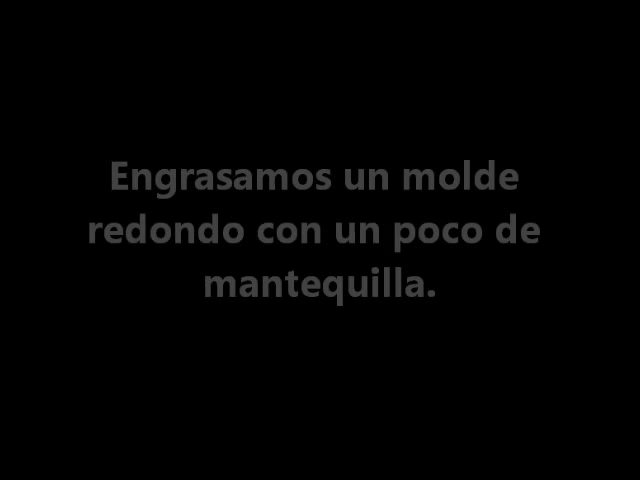 Engrasamos un molde
redondo con un poco de
mantequilla.